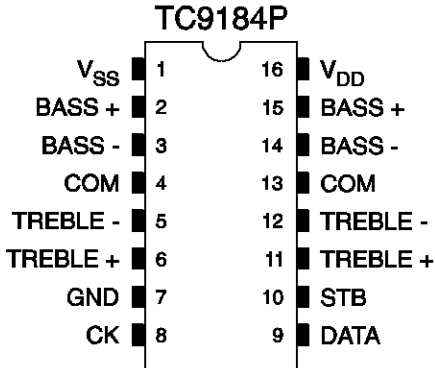 TC9184P
VSS 1 16 VDD
BASS + 2 15 BASS +
BASS - 3 14 BASS -
COM 4 13 COM
TREBLE - 5 12 TREBLE -
TREBLE + 6 11 TREBLE +
GND 7 10 STB
CK 8 9 DATA